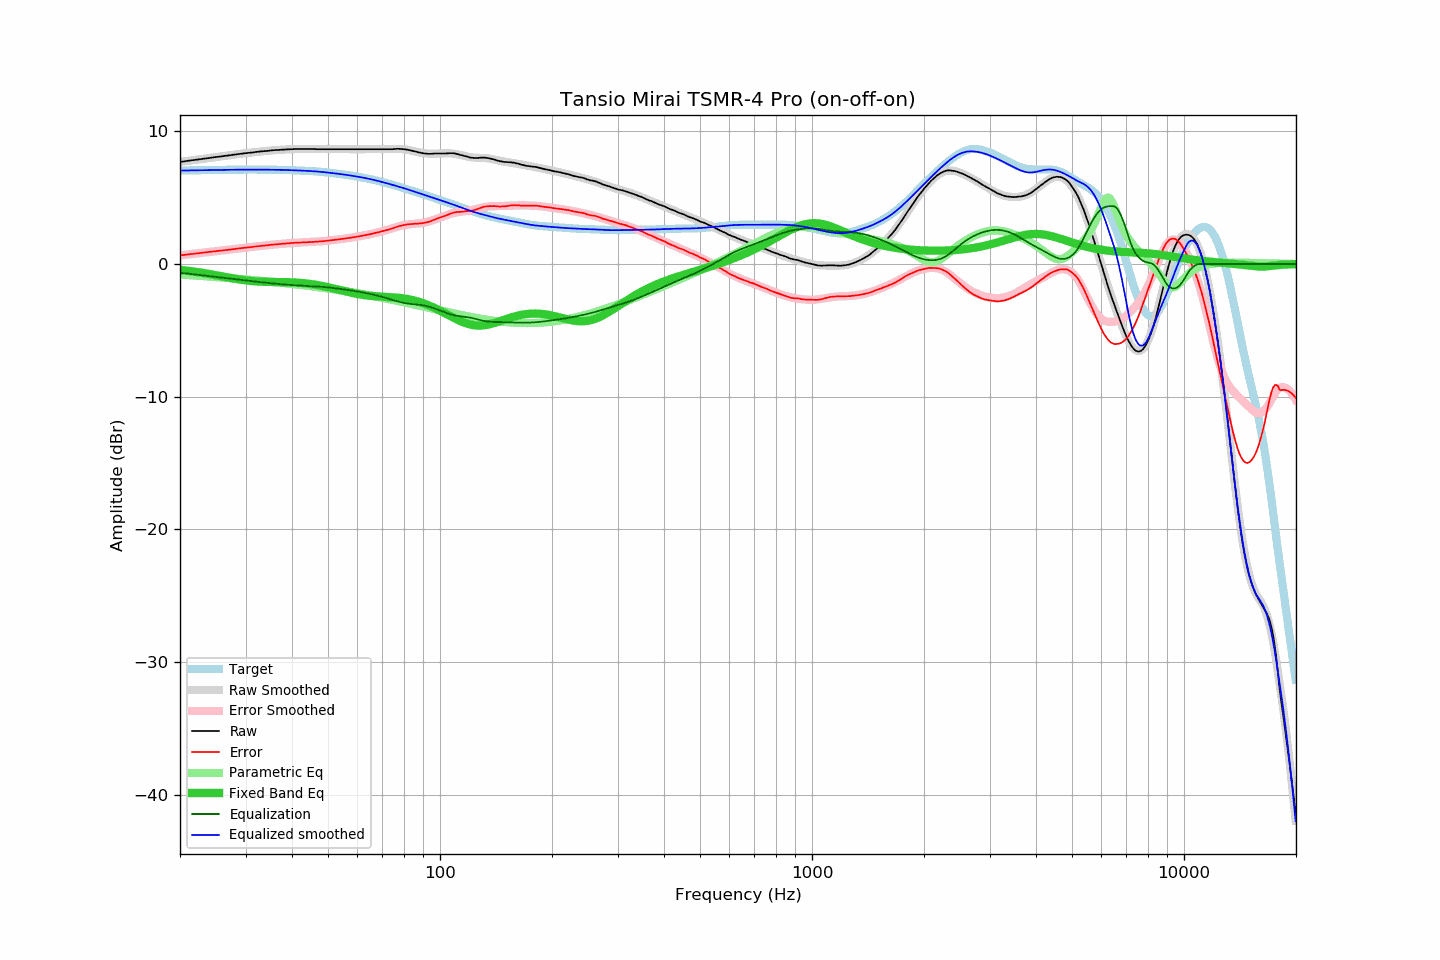 Tansio Mirai TSMR-4 Pro (on-off-on)
10
0
−10
−20
−30
−40
Amplitude (dBr)
Target
Raw Smoothed
Error Smoothed
Raw
Error
Parametric Eq
Fixed Band Eq
Equalization
Equalized smoothed
100
1000
10000
Frequency (Hz)